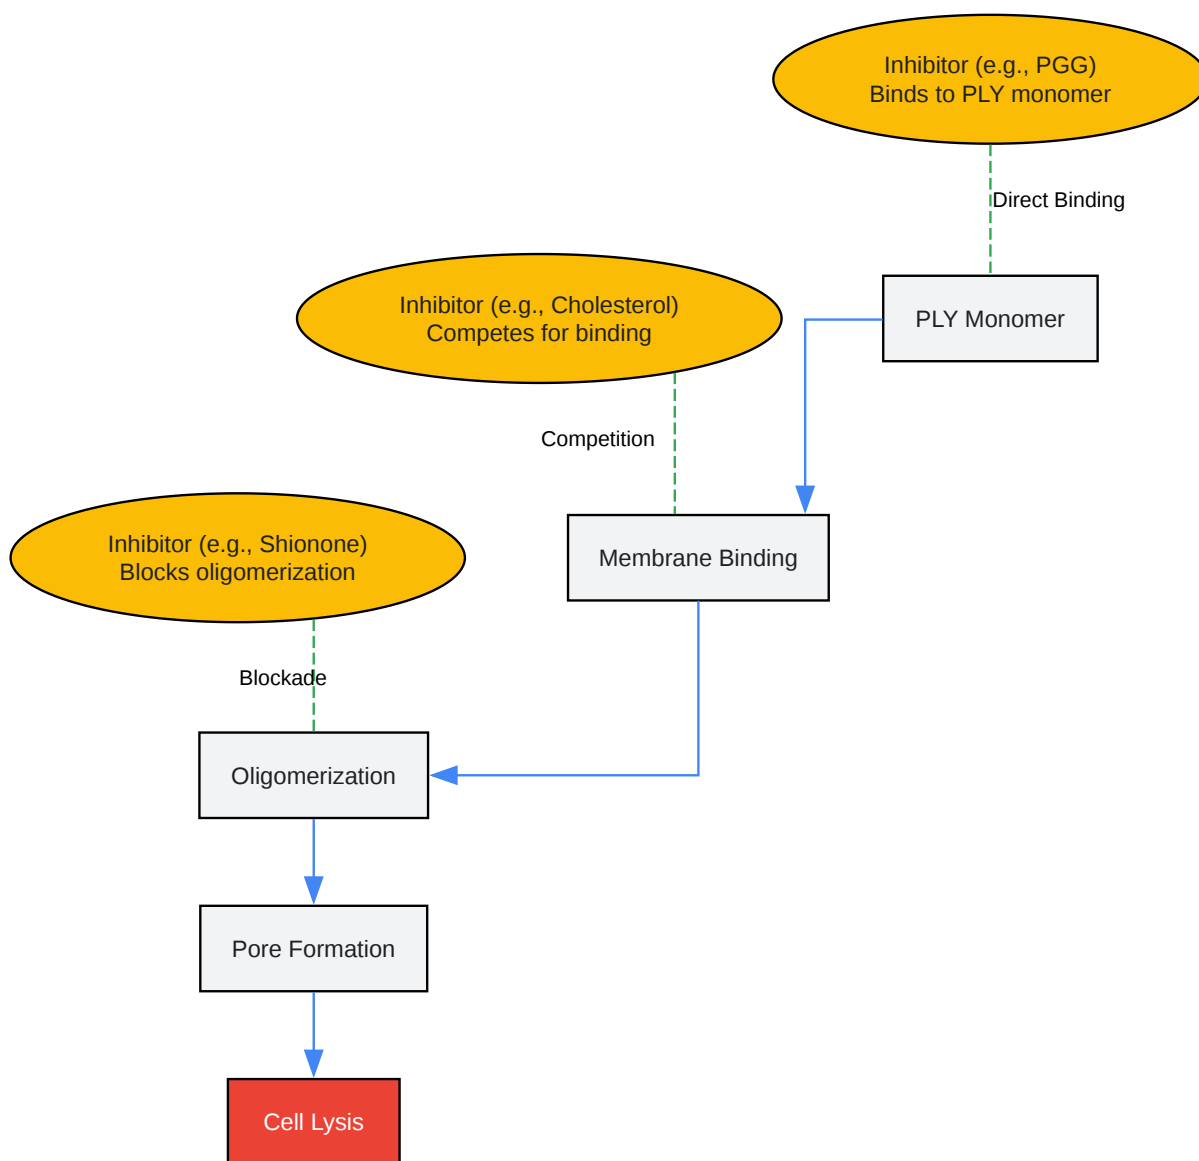 Inhibitor (e.g., PGG)
Binds to PLY monomer
Direct Binding
Inhibitor (e.g., Cholesterol)
Competes for binding
PLY Monomer
Competition
Inhibitor (e.g., Shionone)
Blocks oligomerization
Membrane Binding
Blockade
Oligomerization
Pore Formation
Cell Lysis